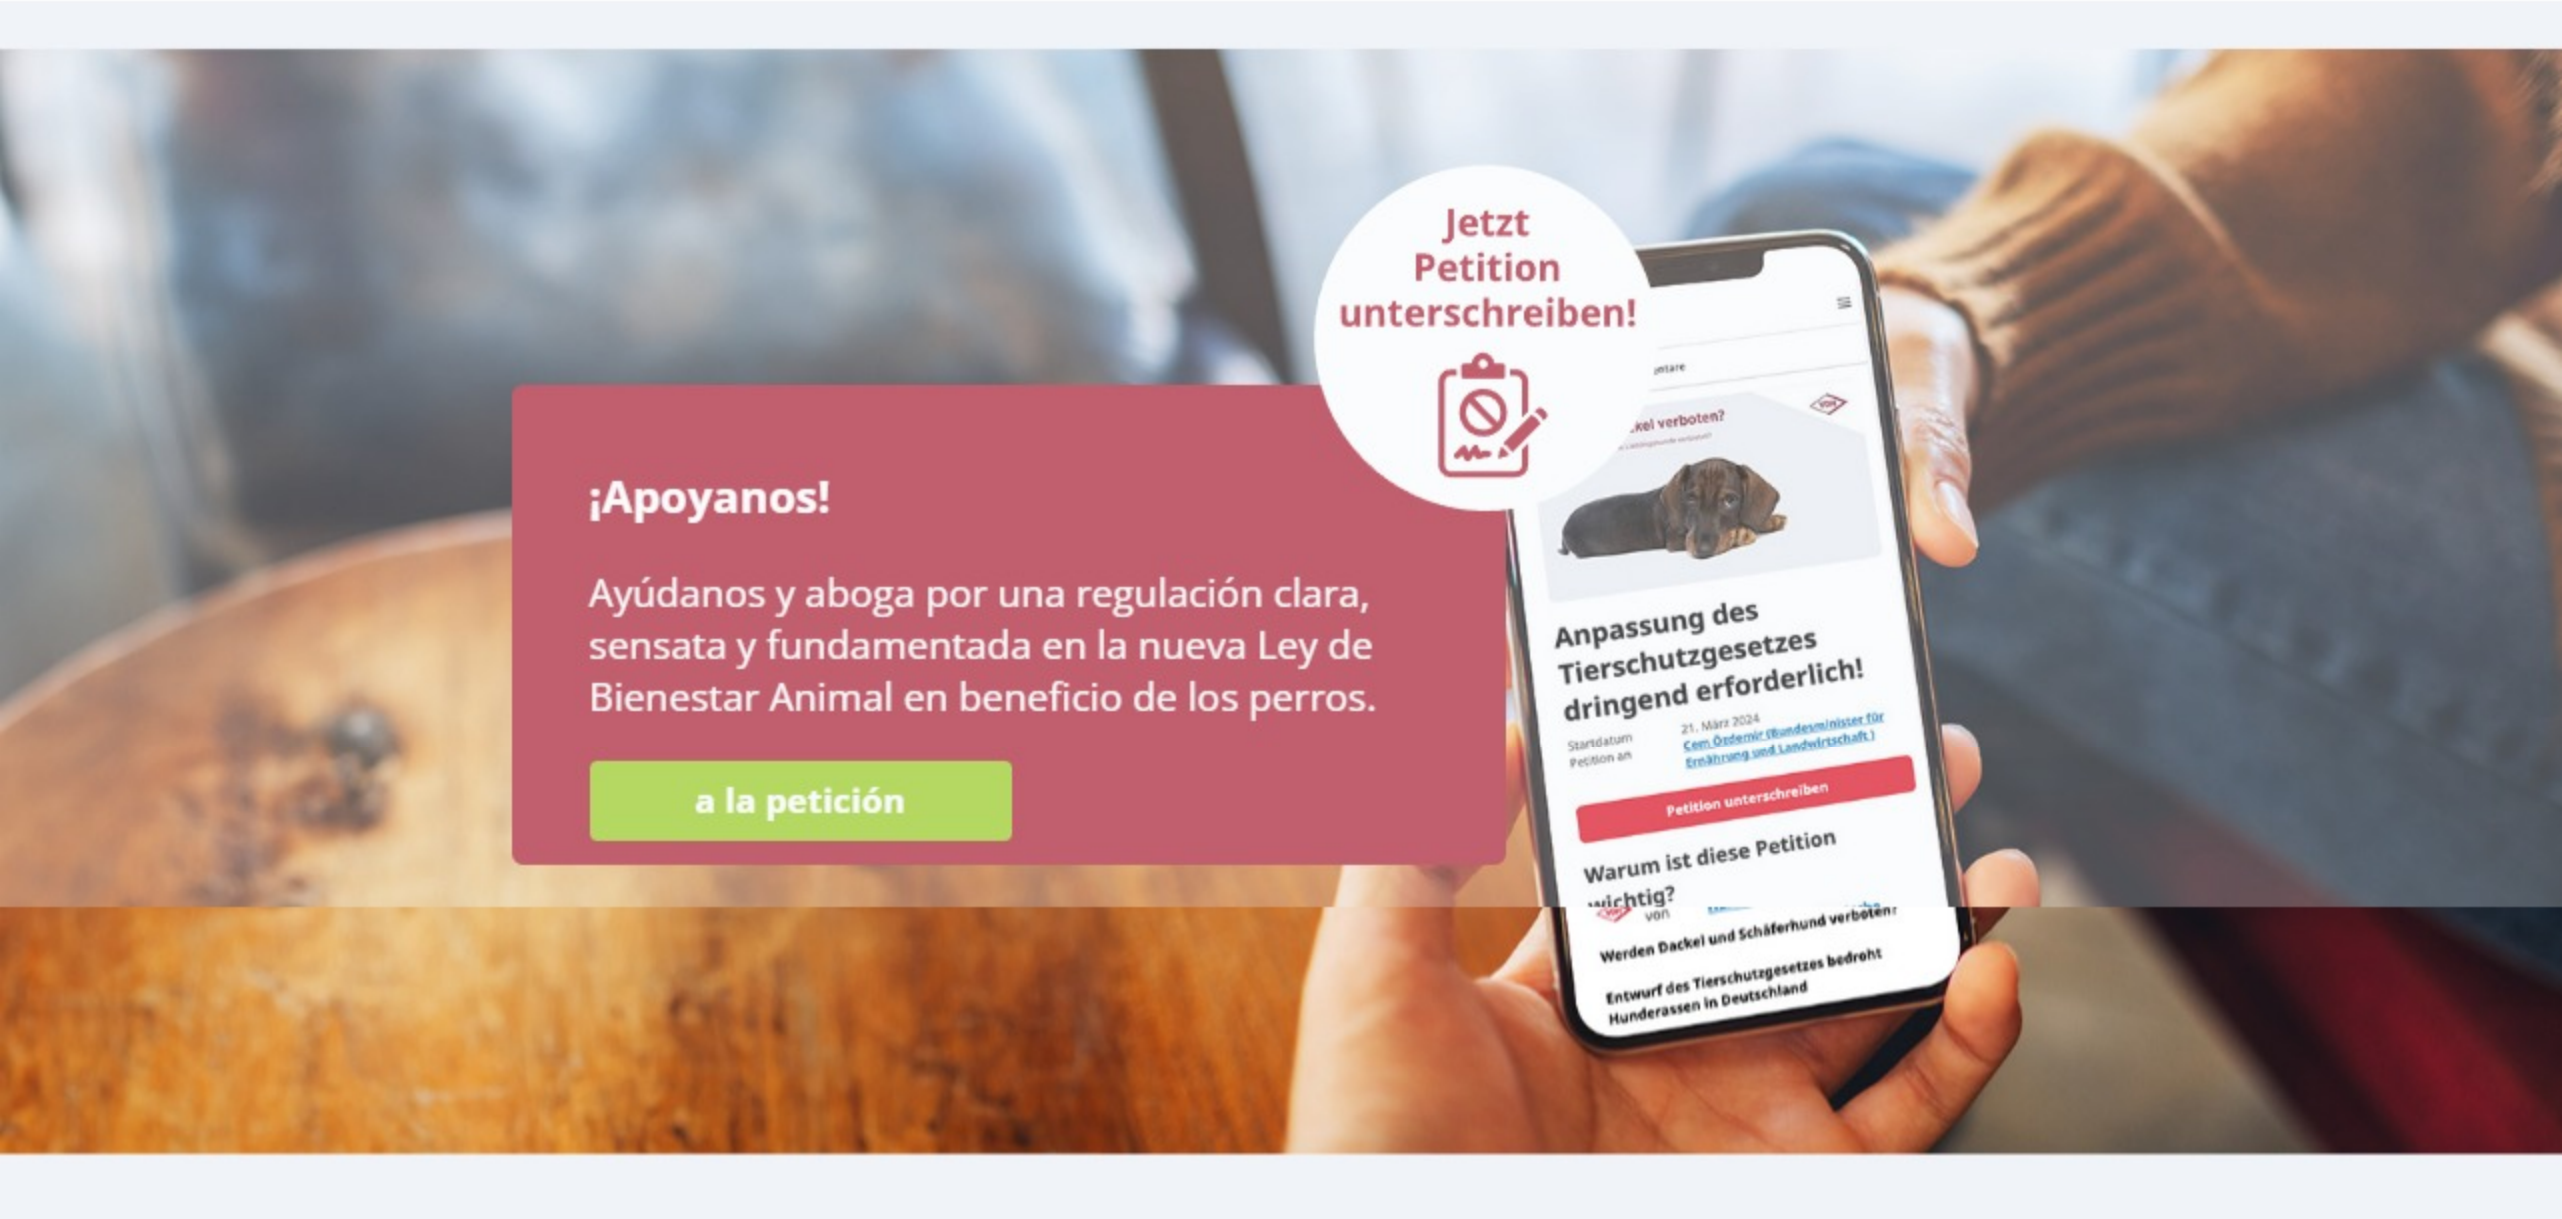 Jetzt
Petition
unterschreiben!
¡Apoyanos!
Ayúdanos y aboga por una regulación clara,
sensata y fundamentada en la nueva Ley de
Bienestar Animal en beneficio de los perros.
a la petición
kel verboten?
Anpassung des
Tierschutzgesetzes
dringend erforderlich!
Startdatum 21. März 2024
Petition an Cem Özdemir (Bundesminister für
Ernährung und Landwirtschaft )
Petition unterschreiben
Warum ist diese Petition
wichtig?
von
Werden Dackel und Schäferhund verboten?
Entwurf des Tierschutzgesetzes bedroht
Hunderassen in Deutschland